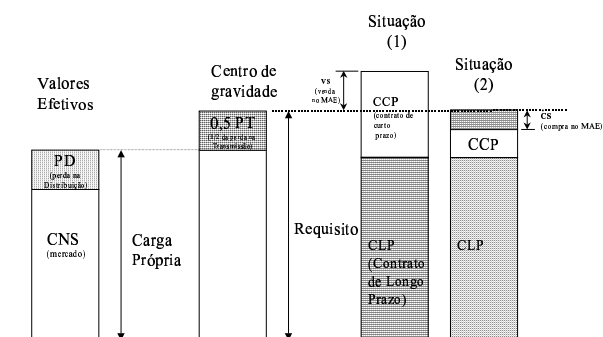 Valores
Efetivos
PD
(perda na
Distribuição)
CNS
(mercado)
Carga
Própria
Centro de
gravidade
0,5 PT
(1/2 da perda na
Transmissão)
Requisito
Situação
(1)
vs
(venda
no MAE)
CCP
(contrato de
curto
prazo)
CLP
(Contrato
de Longo
Prazo)
Situação
(2)
cs
(compra no MAE)
CCP
CLP